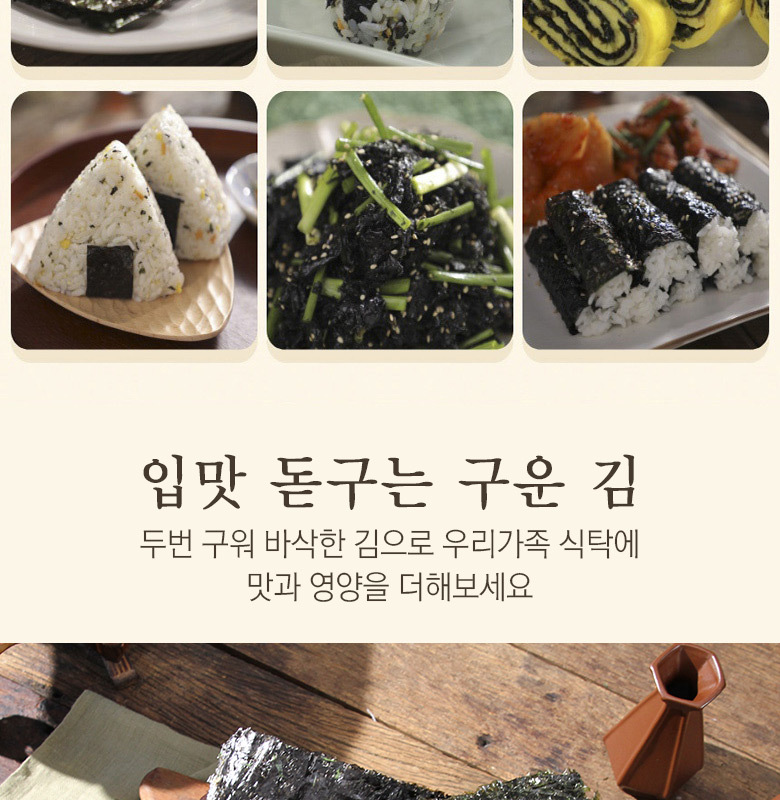 입맛 돋구는 구운 김
두번 구워 바삭한 김으로 우리가족 식탁에
맛과 영양을 더해보세요